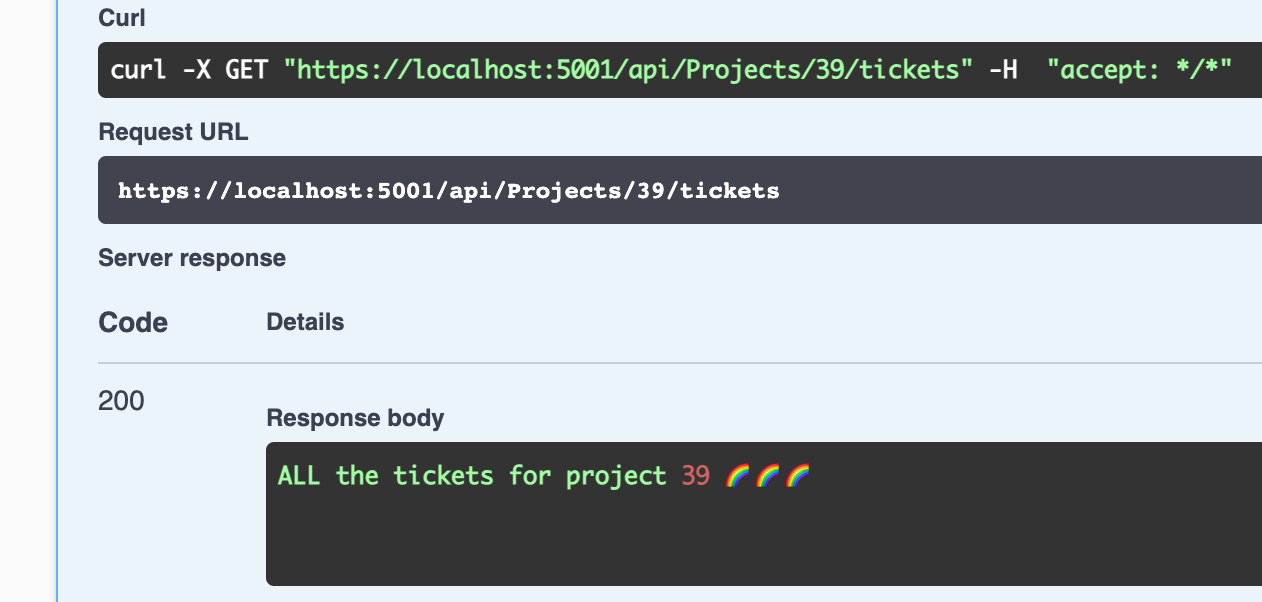 Curl
curl -X GET "https://localhost:5001/api/Projects/39/tickets" -H  "accept: */*"
Request URL
https://localhost:5001/api/Projects/39/tickets
Server response
Code Details
200
Response body
ALL the tickets for project 39 🌈🌈🌈